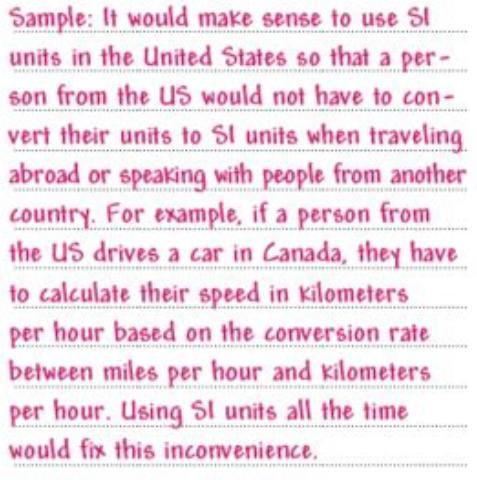 Sample: It would make sense to use SI
units in the United States so that a per-
son from the US would not have to con-
vert their units to SI units when traveling
abroad or speaking with people from another
country. For example, if a person from
the US drives a car in Canada, they have
to calculate their speed in kilometers
per hour based on the conversion rate
between miles per hour and kilometers
per hour. Using SI units all the time
would fix this inconvenience.